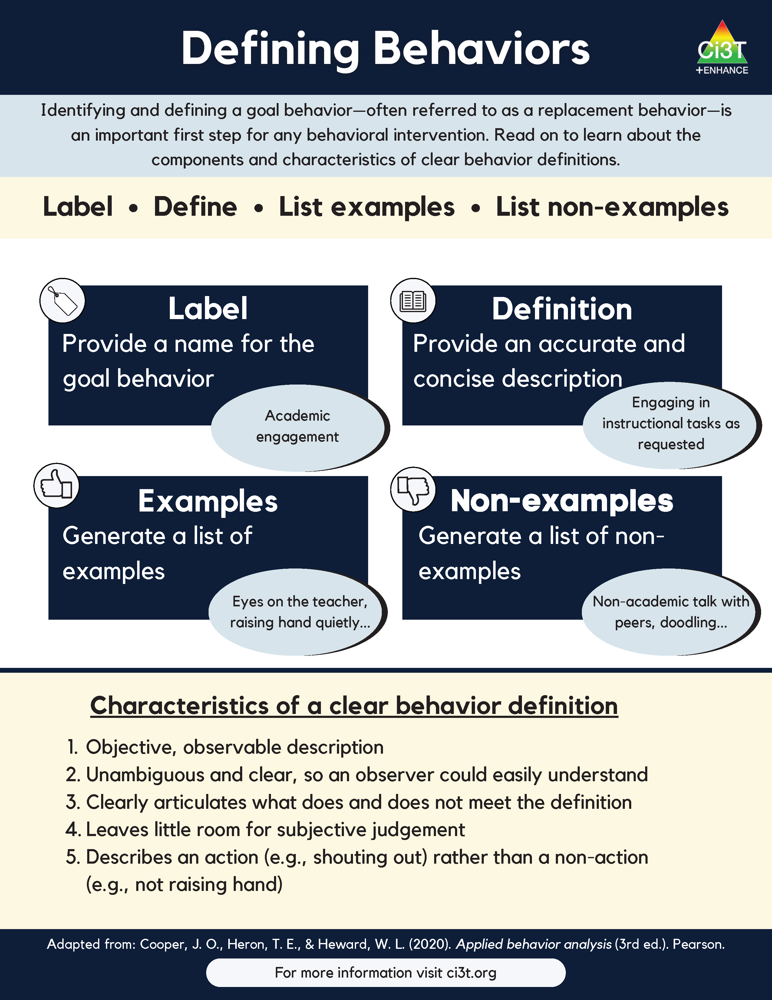 Defining Behaviors
Ci3T
+ENHANCE
Identifying and defining a goal behavior—often referred to as a replacement behavior—is
an important first step for any behavioral intervention. Read on to learn about the
components and characteristics of clear behavior definitions.
Label • Define • List examples • List non-examples
Label
Provide a name for the
goal behavior
Academic
engagement
Definition
Provide an accurate and
concise description
Engaging in
instructional tasks as
requested
Examples
Generate a list of
examples
Eyes on the teacher,
raising hand quietly...
Non-examples
Generate a list of non-
examples
Non-academic talk with
peers, doodling...
Characteristics of a clear behavior definition
1. Objective, observable description
2. Unambiguous and clear, so an observer could easily understand
3. Clearly articulates what does and does not meet the definition
4. Leaves little room for subjective judgement
5. Describes an action (e.g., shouting out) rather than a non-action
(e.g., not raising hand)
Adapted from: Cooper, J. O., Heron, T. E., & Heward, W. L. (2020). Applied behavior analysis (3rd ed.). Pearson.
For more information visit ci3t.org